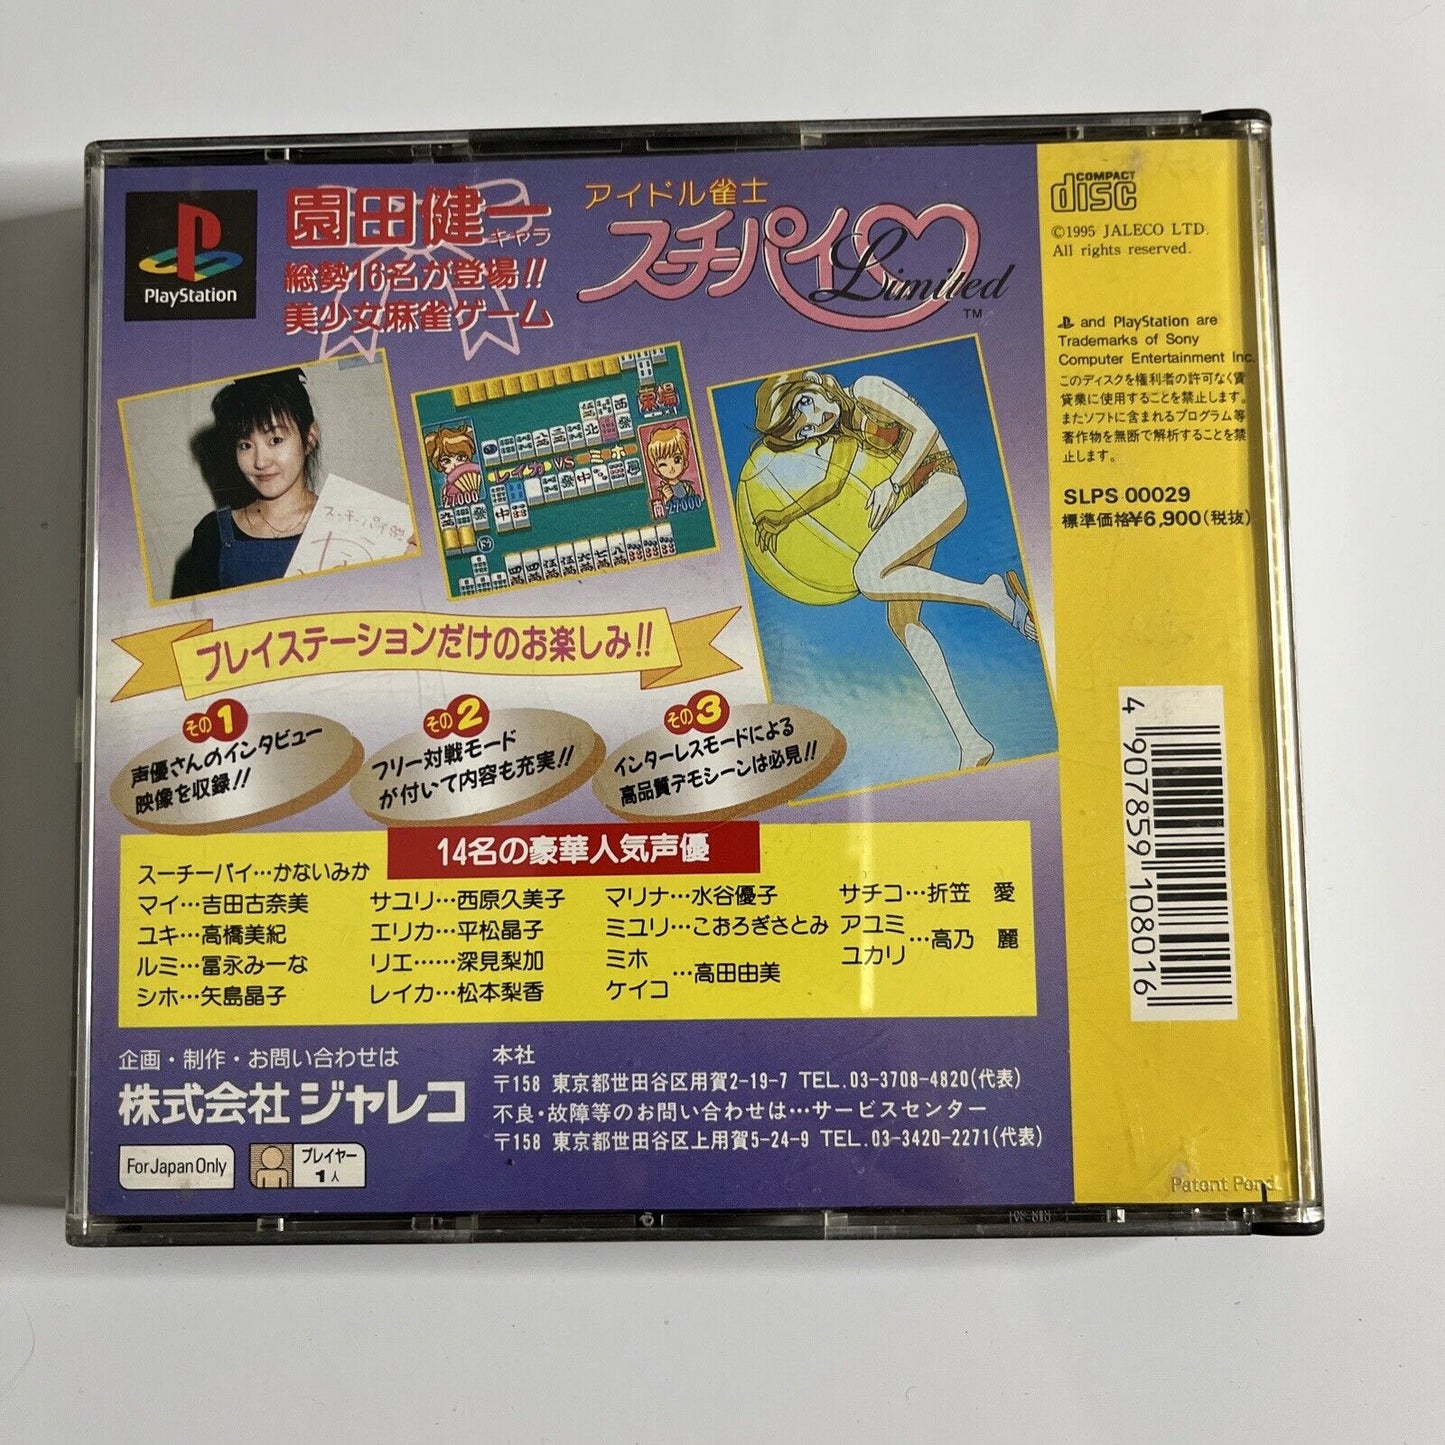 PlayStation
園田健一
キャラ
総勢16名が登場!!
美少女麻雀ゲーム
アイドル雀士
スーチーパイ
Limited
TM
COMPACT
disc
©1995 JALECO LTD.
All rights reserved.
and PlayStation are
Trademarks of Sony
Computer Entertainment Inc.
このディスクを権利者の許可なく賃
貸業に使用することを禁止します。
またソフトに含まれるプログラム等
著作物を無断で解析することを禁
止します。
SLPS 00029
標準価格¥6,900(税抜)
スーチーパイ
東場
レイカ VS ミホ
27000
南 27000
プレイステーションだけのお楽しみ!!
その1
声優さんのインタビュー
映像を収録!!
その2
フリー対戦モード
が付いて内容も充実!!
その3
インターレスモードによる
高品質デモシーンは必見!!
14名の豪華人気声優
スーチーパイ…かないみか
マイ…吉田古奈美
ユキ…高橋美紀
ルミ…冨永みーな
シホ…矢島晶子
サユリ…西原久美子
エリカ…平松晶子
リエ……深見梨加
レイカ…松本梨香
マリナ…水谷優子
ミユリ…こおろぎさとみ
ミホ
ケイコ
…高田由美
サチコ…折笠 愛
アユミ
ユカリ
…高乃 麗
4 907859 108016
企画・制作・お問い合わせは
株式会社 ジャレコ
本社
〒158 東京都世田谷区用賀2-19-7 TEL.03-3708-4820(代表)
不良・故障等のお問い合わせは…サービスセンター
〒158 東京都世田谷区上用賀5-24-9 TEL.03-3420-2271(代表)
For Japan Only
プレイヤー
1人
Patent Pend.